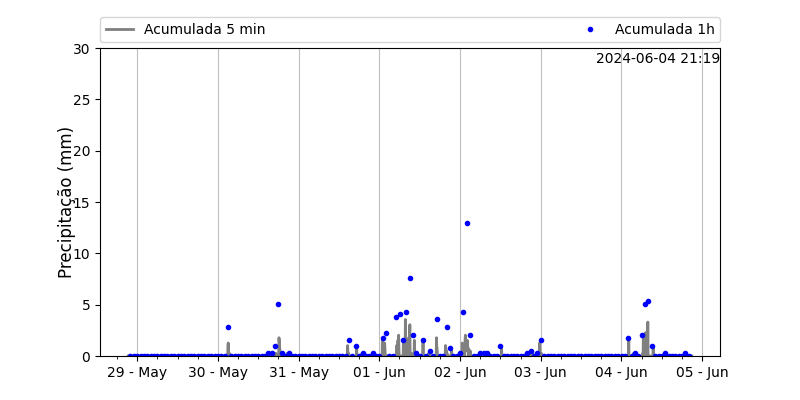 Acumulada 5 min
Acumulada 1h
2024-06-04 21:19
Precipitação (mm)
30
25
20
15
10
5
0
29 - May
30 - May
31 - May
01 - Jun
02 - Jun
03 - Jun
04 - Jun
05 - Jun